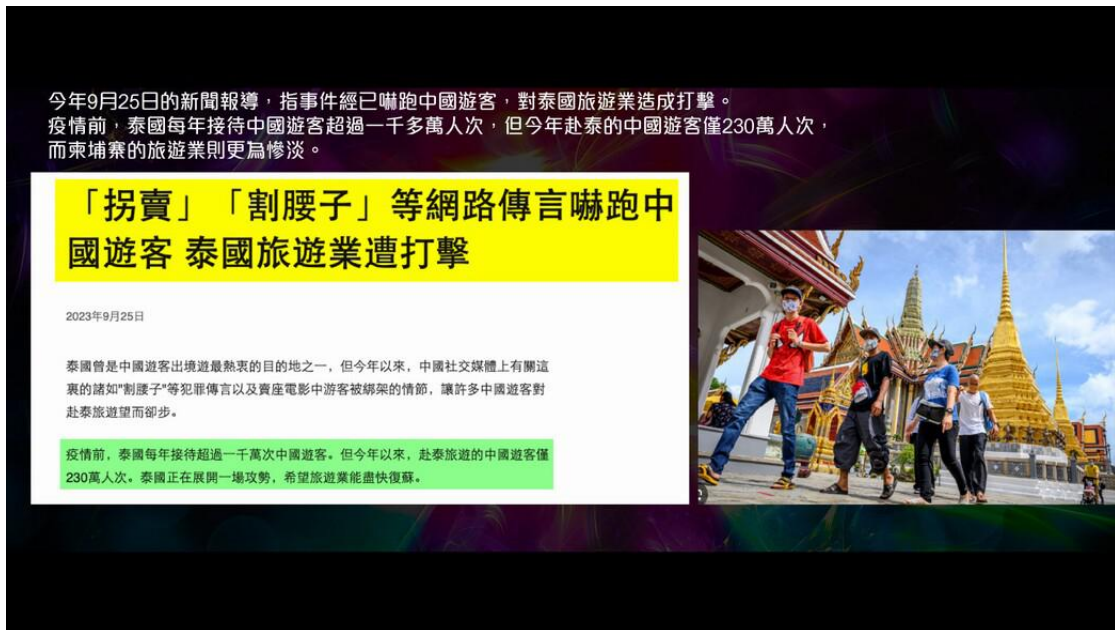 今年9月25日的新聞報導，指事件經已嚇跑中國遊客，對泰國旅遊業造成打擊。
疫情前，泰國每年接待中國遊客超過一千多萬人次，但今年赴泰的中國遊客僅230萬人次，
而柬埔寨的旅遊業則更為慘淡。
「拐賣」「割腰子」等網路傳言嚇跑中
國遊客 泰國旅遊業遭打擊
2023年9月25日
泰國曾是中國遊客出境遊最熱衷的目的地之一，但今年以來，中國社交媒體上有關這
裏的諸如"割腰子"等犯罪傳言以及賣座電影中游客被綁架的情節，讓許多中國遊客對
赴泰旅遊望而卻步。
疫情前，泰國每年接待超過一千萬次中國遊客。但今年以來，赴泰旅遊的中國遊客僅
230萬人次。泰國正在展開一場攻勢，希望旅遊業能盡快復蘇。